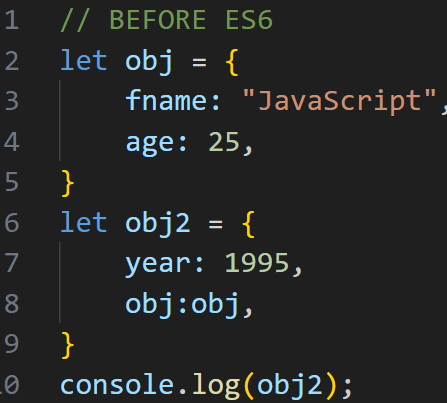 1 // BEFORE ES6
2 let obj = {
3     fname: "JavaScript",
4     age: 25,
5 }
6 let obj2 = {
7     year: 1995,
8     obj:obj,
9 }
10 console.log(obj2);